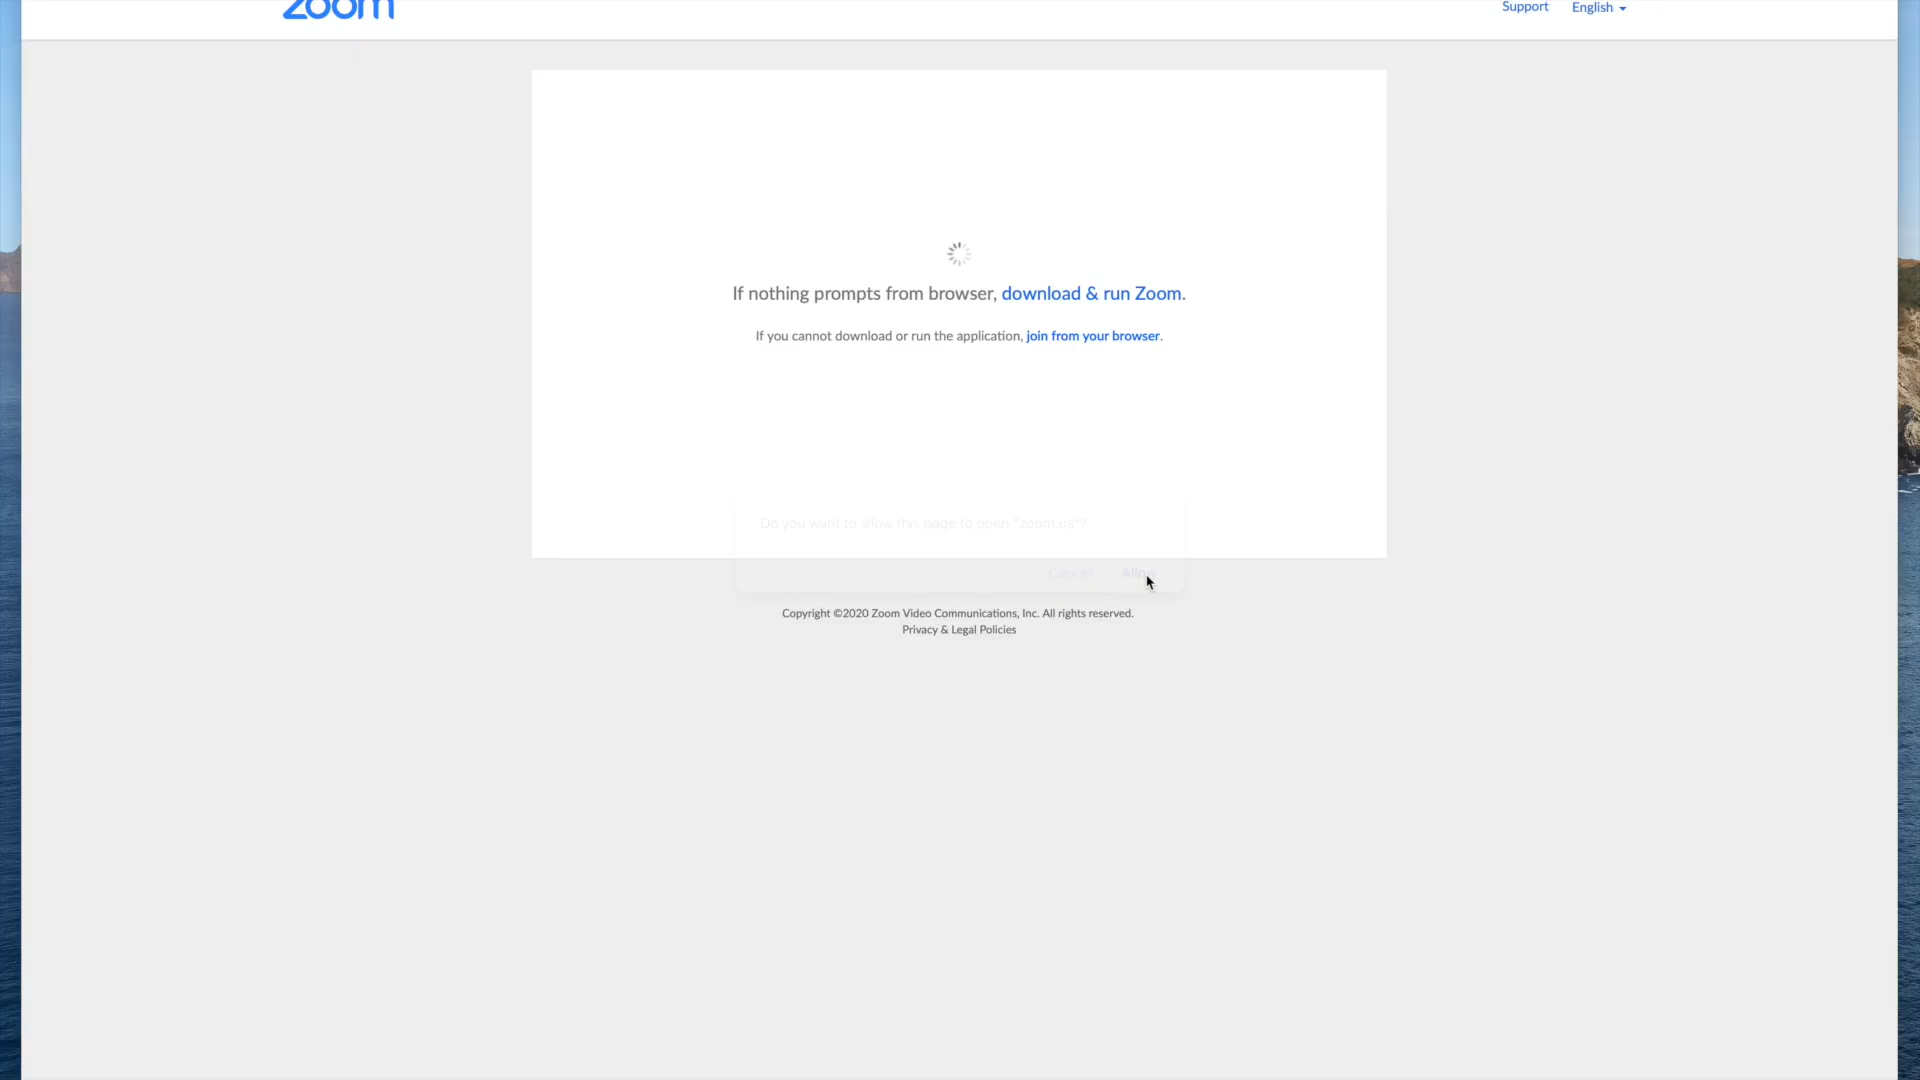 zoom
Support English
If nothing prompts from browser, download & run Zoom.
If you cannot download or run the application, join from your browser.
Do you want to allow this page to open "zoom.us"?
Cancel Allow
Copyright ©2020 Zoom Video Communications, Inc. All rights reserved.
Privacy & Legal Policies